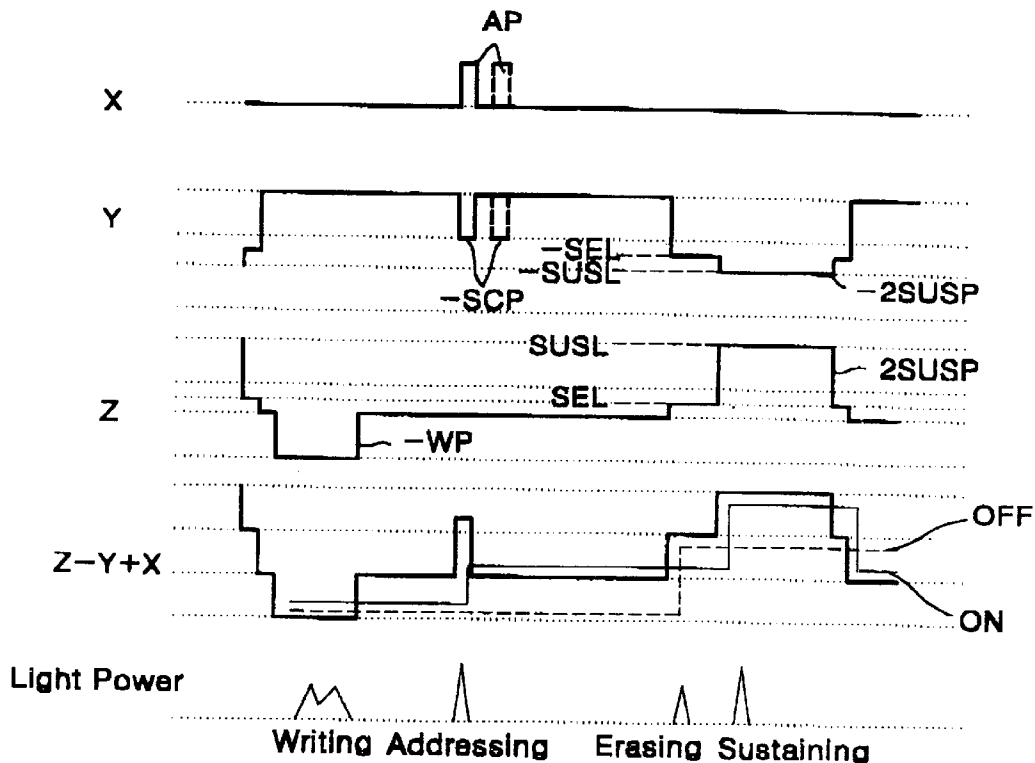 AP
X
Y
-SEL
-SUSL
-2SUSP
-SCP
SUSL
2SUSP
SEL
Z
-WP
OFF
Z-Y+X
ON
Light Power
Writing Addressing Erasing Sustaining